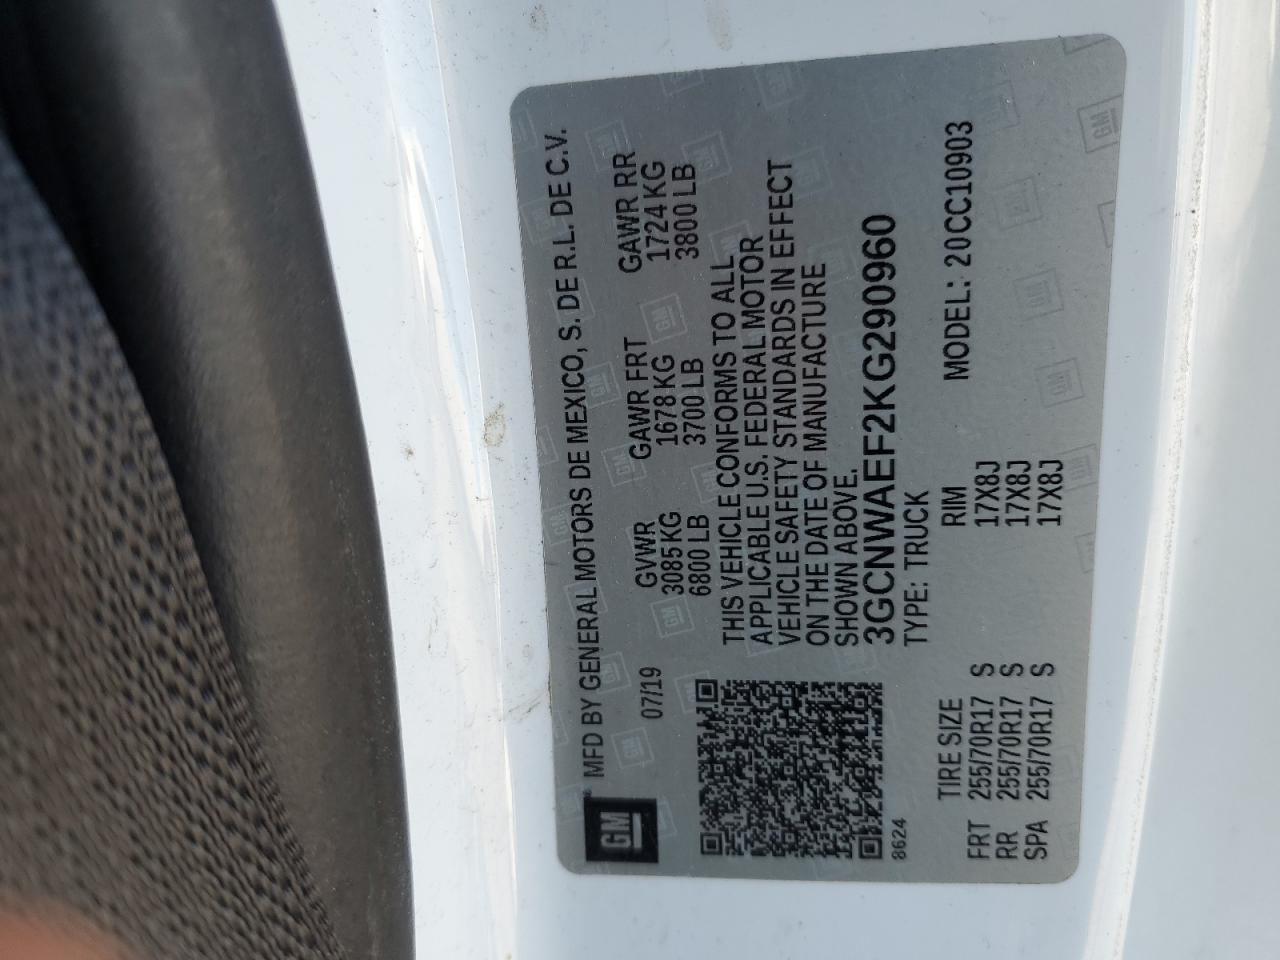 GM
MFD BY GENERAL MOTORS DE MEXICO, S. DE R.L. DE C.V.
07/19 GVWR GAWR FRT GAWR RR
3085 KG 1678 KG 1724 KG
6800 LB 3700 LB 3800 LB
THIS VEHICLE CONFORMS TO ALL
APPLICABLE U.S. FEDERAL MOTOR
VEHICLE SAFETY STANDARDS IN EFFECT
ON THE DATE OF MANUFACTURE
SHOWN ABOVE.
3GCNWAEF2KG290960
8624
TYPE: TRUCK
TIRE SIZE RIM MODEL: 20CC10903
FRT 255/70R17 S 17X8J
RR 255/70R17 S 17X8J
SPA 255/70R17 S 17X8J